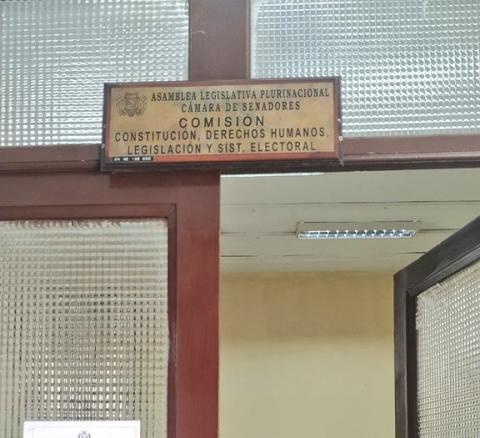 ASAMBLEA LEGISLATIVA PLURINACIONAL
CÁMARA DE SENADORES
COMISIÓN
CONSTITUCIÓN, DERECHOS HUMANOS,
LEGISLACIÓN Y SIST. ELECTORAL